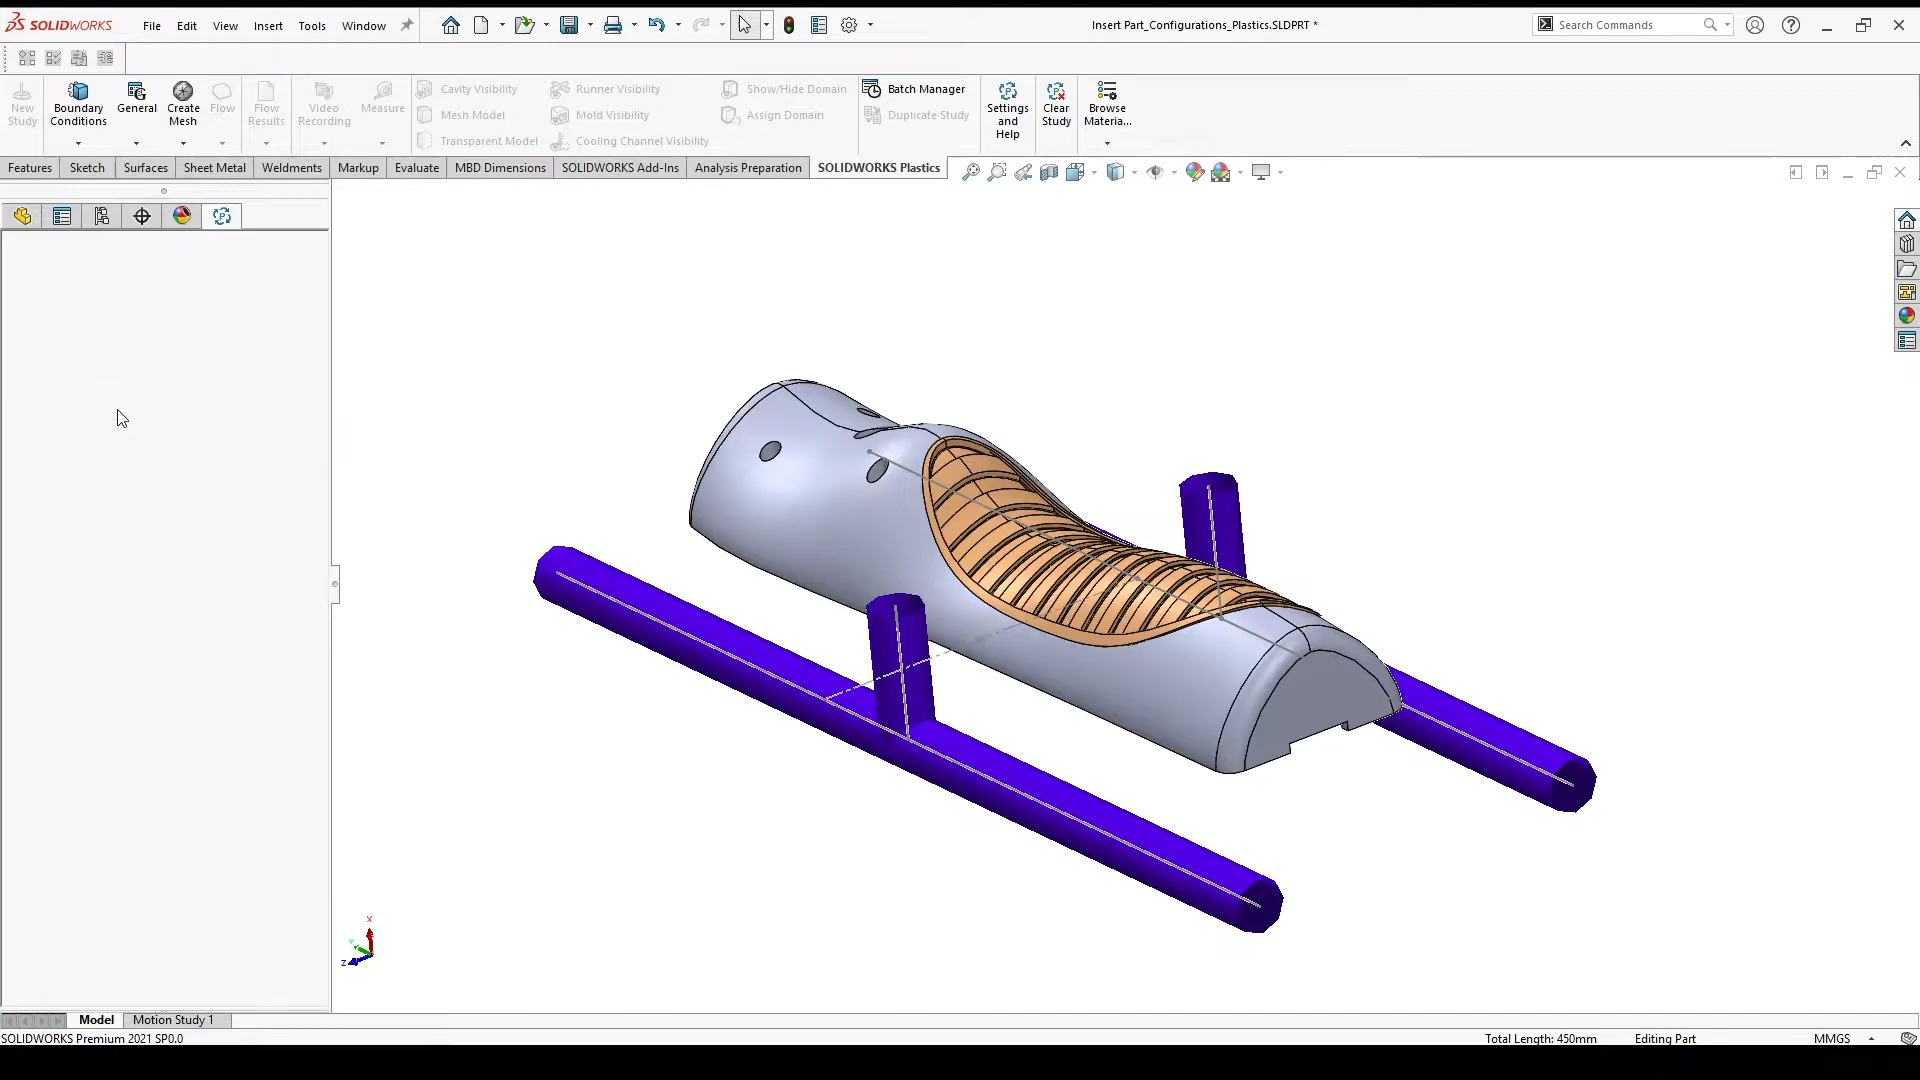 SOLIDWORKS File Edit View Insert Tools Window Insert Part_Configurations_Plastics.SLDPRT * Search Commands
New Study Boundary Conditions General Create Mesh Flow Flow Results Video Recording Measure
Cavity Visibility Runner Visibility Show/Hide Domain
Mesh Model Mold Visibility Assign Domain
Transparent Model Cooling Channel Visibility
Batch Manager
Duplicate Study
Settings and Help Clear Study Browse Materia...
Features Sketch Surfaces Sheet Metal Weldments Markup Evaluate MBD Dimensions SOLIDWORKS Add-Ins Analysis Preparation SOLIDWORKS Plastics
X
Y
Z
Model Motion Study 1
SOLIDWORKS Premium 2021 SP0.0 Total Length: 450mm Editing Part MMGS